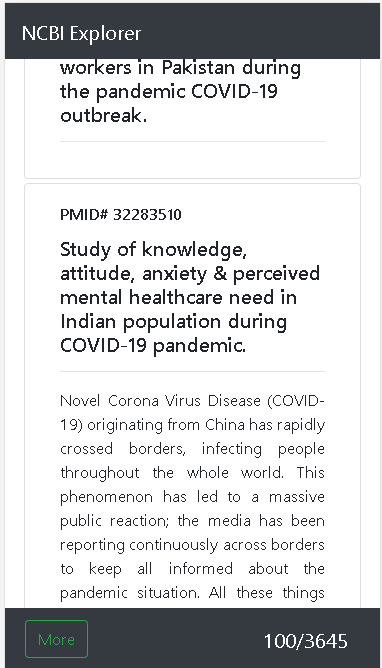 NCBI Explorer
workers in Pakistan during
the pandemic COVID-19
outbreak.
PMID# 32283510
Study of knowledge,
attitude, anxiety & perceived
mental healthcare need in
Indian population during
COVID-19 pandemic.
Novel Corona Virus Disease (COVID-
19) originating from China has rapidly
crossed borders, infecting people
throughout the whole world. This
phenomenon has led to a massive
public reaction; the media has been
reporting continuously across borders
to keep all informed about the
pandemic situation. All these things
More
100/3645